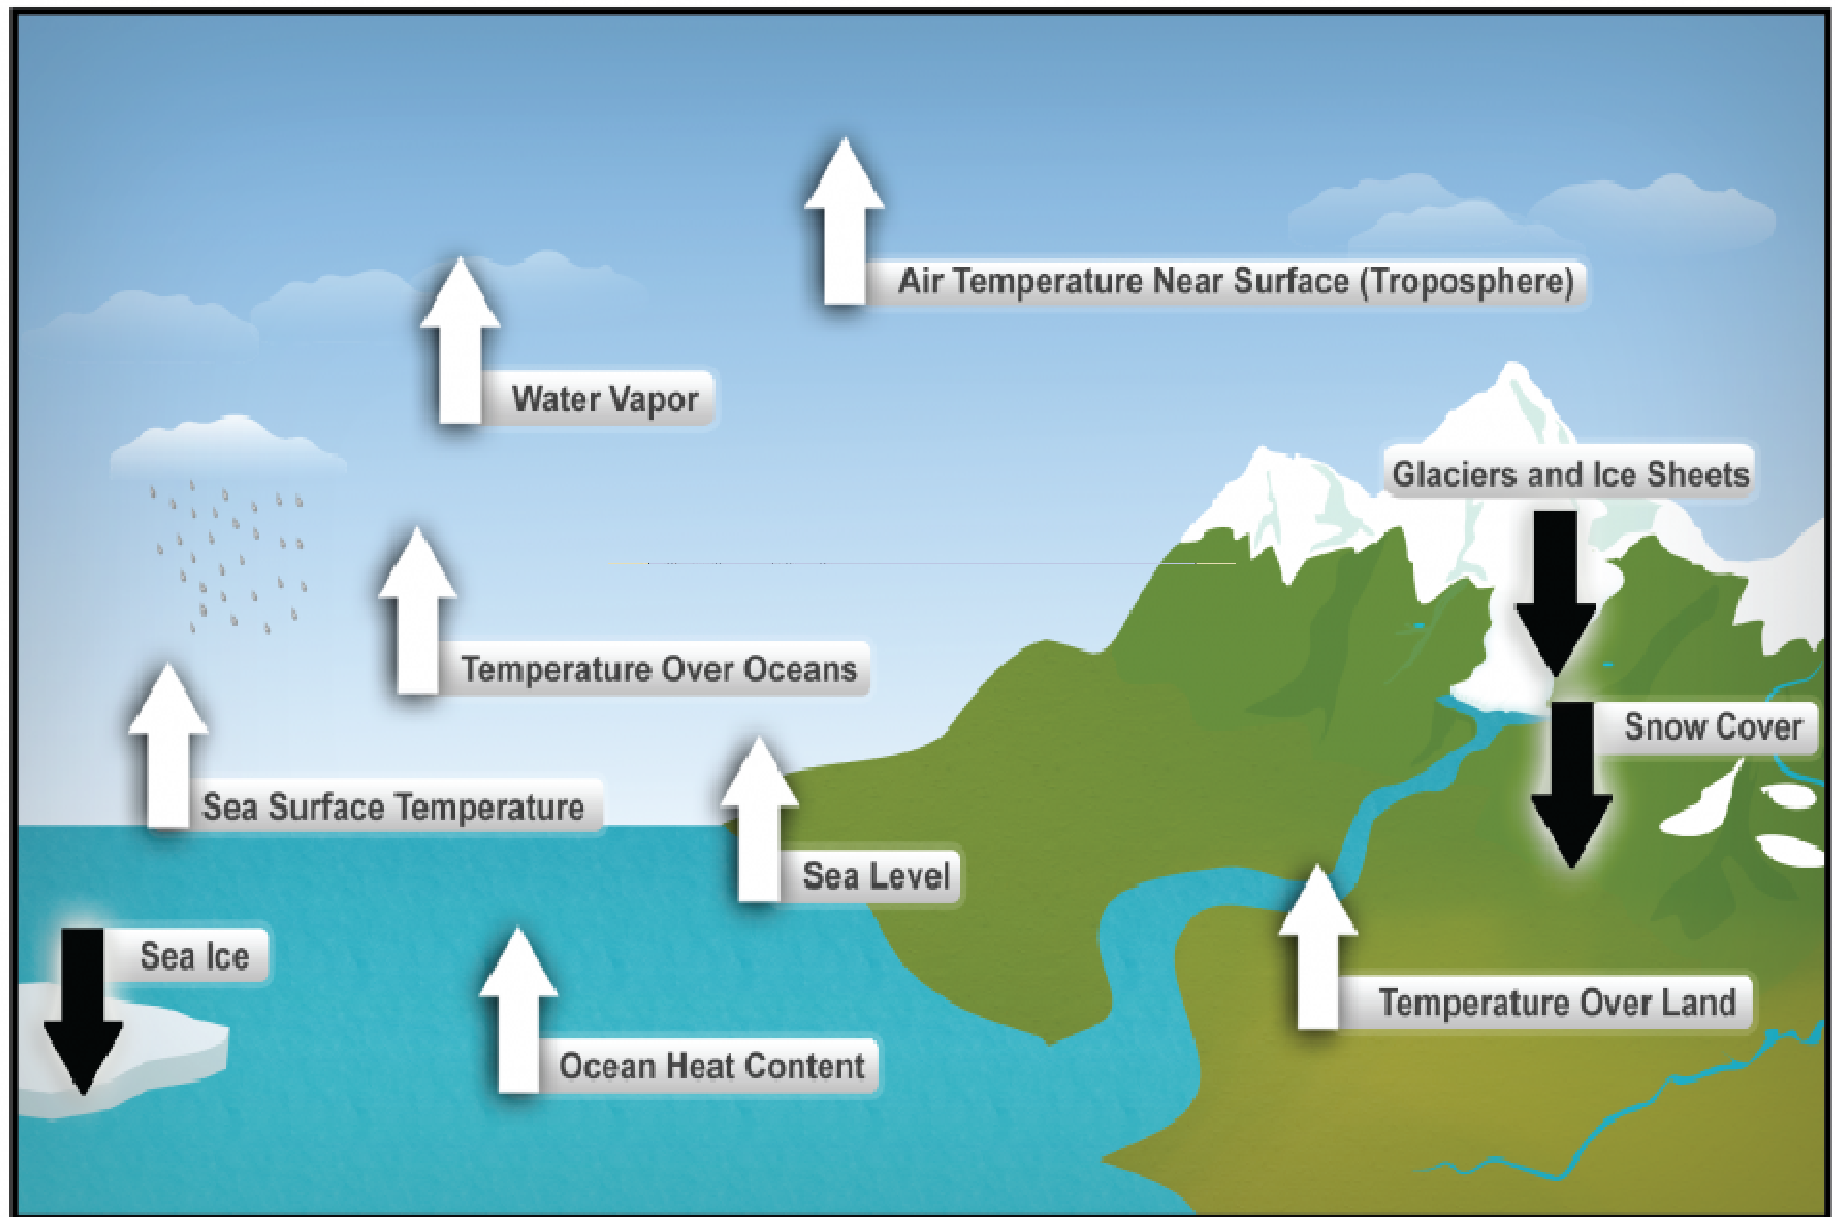 Air Temperature Near Surface (Troposphere)
Water Vapor
Glaciers and Ice Sheets
Temperature Over Oceans
Snow Cover
Sea Surface Temperature
Sea Level
Sea Ice
Temperature Over Land
Ocean Heat Content